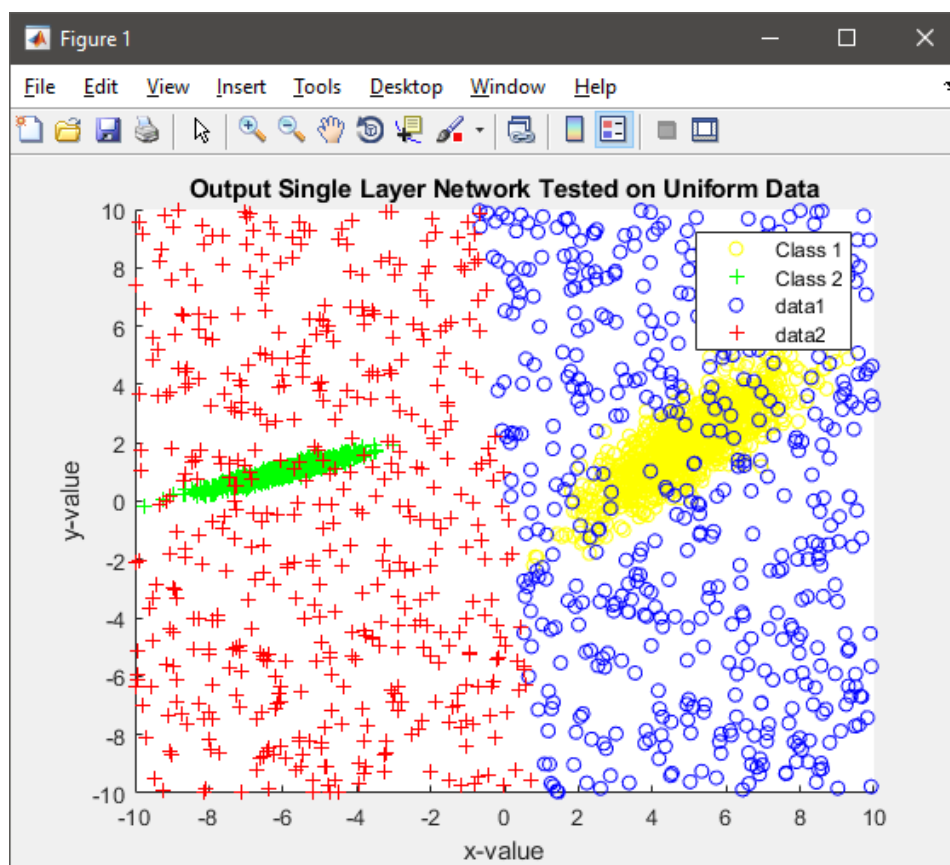 Figure 1
File Edit View Insert Tools Desktop Window Help
Output Single Layer Network Tested on Uniform Data
10
8
6
4
2
0
-2
-4
-6
-8
-10
y-value
Class 1
Class 2
data1
data2
-10 -8 -6 -4 -2 0 2 4 6 8 10
x-value